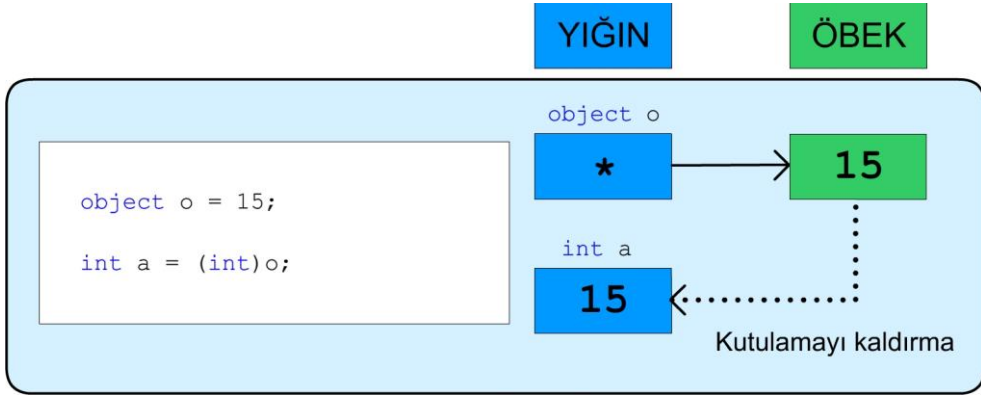 YIĞIN
ÖBEK
object o
*
15
object o = 15;
int a = (int)o;
int a
15
Kutulamayı kaldırma